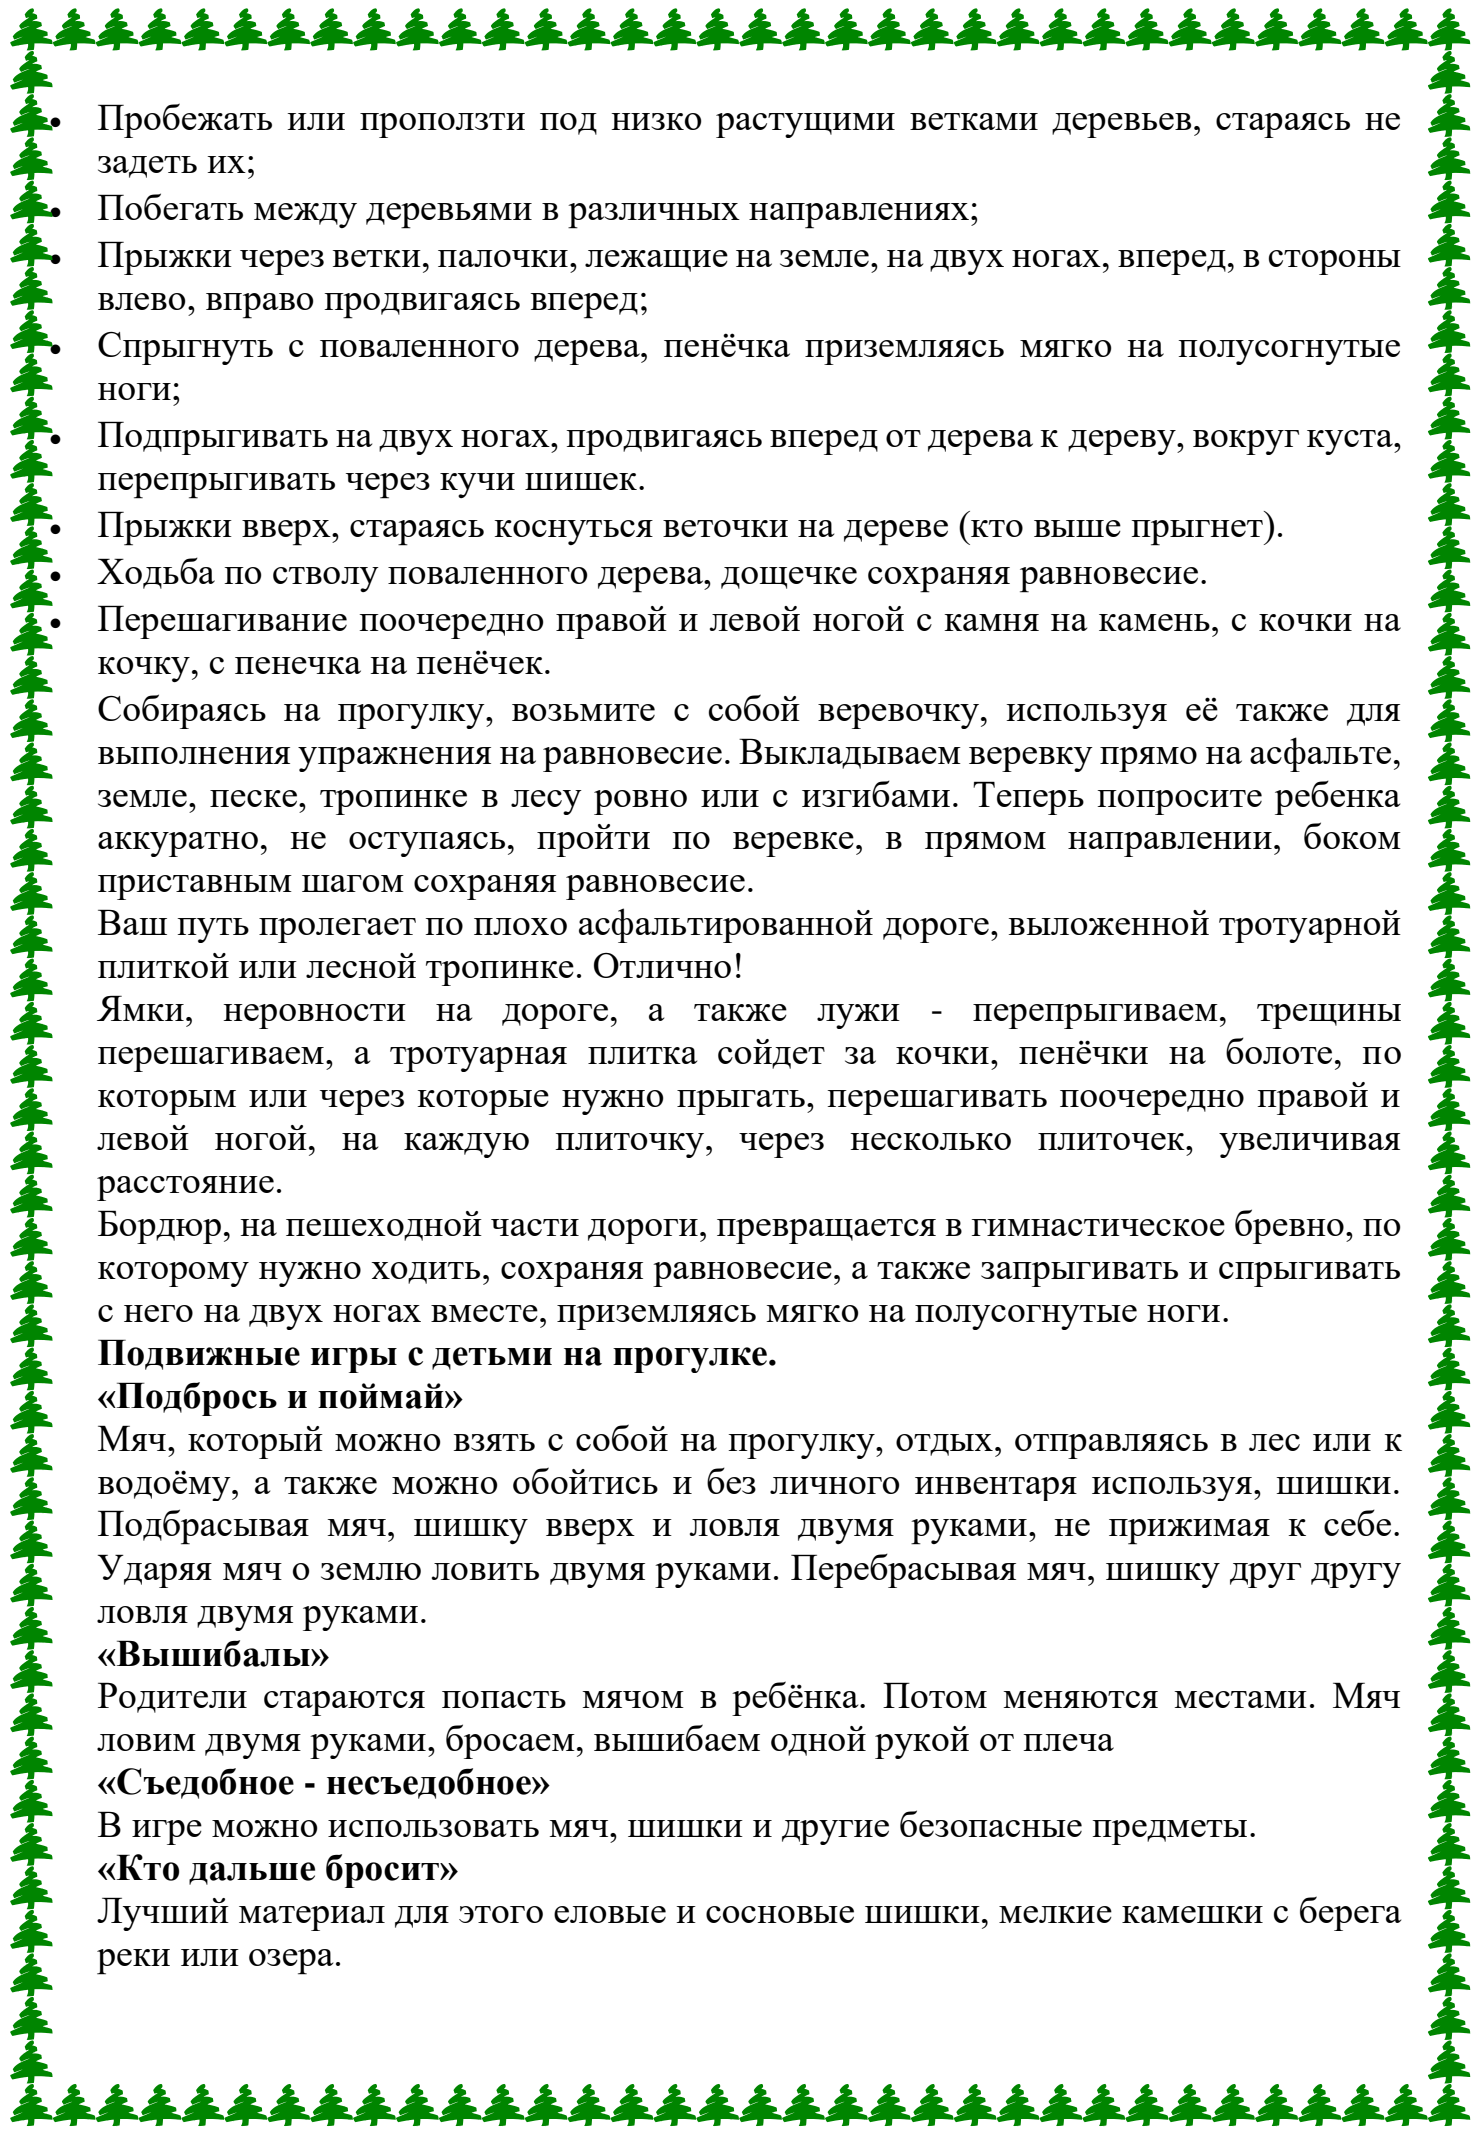 • Пробежать или проползти под низко растущими ветками деревьев, стараясь не
задеть их;
• Побегать между деревьями в различных направлениях;
• Прыжки через ветки, палочки, лежащие на земле, на двух ногах, вперед, в стороны
влево, вправо продвигаясь вперед;
• Спрыгнуть с поваленного дерева, пенёчка приземляясь мягко на полусогнутые
ноги;
• Подпрыгивать на двух ногах, продвигаясь вперед от дерева к дереву, вокруг куста,
перепрыгивать через кучи шишек.
• Прыжки вверх, стараясь коснуться веточки на дереве (кто выше прыгнет).
• Ходьба по стволу поваленного дерева, дощечке сохраняя равновесие.
• Перешагивание поочередно правой и левой ногой с камня на камень, с кочки на
кочку, с пенечка на пенёчек.
Собираясь на прогулку, возьмите с собой веревочку, используя её также для
выполнения упражнения на равновесие. Выкладываем веревку прямо на асфальте,
земле, песке, тропинке в лесу ровно или с изгибами. Теперь попросите ребенка
аккуратно, не оступаясь, пройти по веревке, в прямом направлении, боком
приставным шагом сохраняя равновесие.
Ваш путь пролегает по плохо асфальтированной дороге, выложенной тротуарной
плиткой или лесной тропинке. Отлично!
Ямки, неровности на дороге, а также лужи - перепрыгиваем, трещины
перешагиваем, а тротуарная плитка сойдет за кочки, пенёчки на болоте, по
которым или через которые нужно прыгать, перешагивать поочередно правой и
левой ногой, на каждую плиточку, через несколько плиточек, увеличивая
расстояние.
Бордюр, на пешеходной части дороги, превращается в гимнастическое бревно, по
которому нужно ходить, сохраняя равновесие, а также запрыгивать и спрыгивать
с него на двух ногах вместе, приземляясь мягко на полусогнутые ноги.
Подвижные игры с детьми на прогулке.
«Подбрось и поймай»
Мяч, который можно взять с собой на прогулку, отдых, отправляясь в лес или к
водоёму, а также можно обойтись и без личного инвентаря используя, шишки.
Подбрасывая мяч, шишку вверх и ловля двумя руками, не прижимая к себе.
Ударяя мяч о землю ловить двумя руками. Перебрасывая мяч, шишку друг другу
ловля двумя руками.
«Вышибалы»
Родители стараются попасть мячом в ребёнка. Потом меняются местами. Мяч
ловим двумя руками, бросаем, вышибаем одной рукой от плеча
«Съедобное - несъедобное»
В игре можно использовать мяч, шишки и другие безопасные предметы.
«Кто дальше бросит»
Лучший материал для этого еловые и сосновые шишки, мелкие камешки с берега
реки или озера.